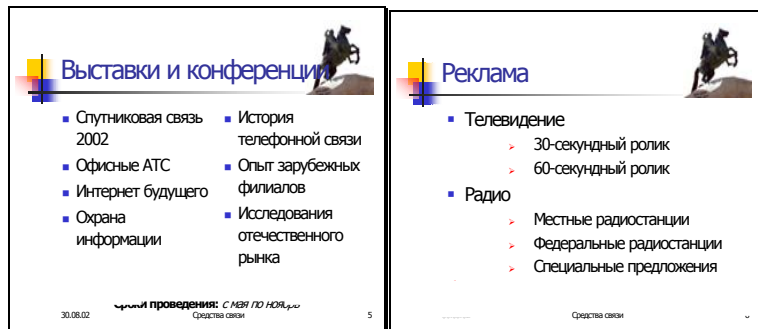 Выставки и конференции
Спутниковая связь
2002
Офисные АТС
Интернет будущего
Охрана
информации
История
телефонной связи
Опыт зарубежных
филиалов
Исследования
отечественного
рынка
Сроки проведения: с мая по ноябрь
30.08.02 Средства связи 5
Реклама
Телевидение
30-секундный ролик
60-секундный ролик
Радио
Местные радиостанции
Федеральные радиостанции
Специальные предложения
Средства связи